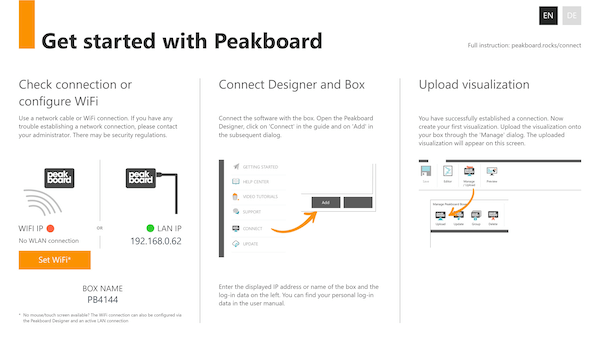 EN
DE
Get started with Peakboard
Full instruction: peakboard.rocks/connect
Check connection or
configure WiFi
Use a network cable or WiFi connection. If you have any
trouble establishing a network connection, please contact
your administrator. There may be security regulations.
peak
board
peak
board
WIFI IP
or
LAN IP
No WLAN connection
192.168.0.62
Set WiFi*
BOX NAME
PB4144
* No mouse/touch screen available? The WiFi connection can also be configured via
the Peakboard Designer and an active LAN connection
Connect Designer and Box
Connect the software with the box. Open the Peakboard
Designer, click on 'Connect' in the guide and on 'Add' in
the subsequent dialog.
GETTING STARTED
HELP CENTER
VIDEO TUTORIALS
SUPPORT
CONNECT
UPDATE
Add
Enter the displayed IP address or name of the box and the
log-in data on the left. You can find your personal log-in
data in the user manual.
Upload visualization
You have successfully established a connection. Now
create your first visualization. Upload the visualization onto
your box through the 'Manage' dialog. The uploaded
visualization will appear on this screen.
Save
Manage
/ Upload
Preview
Manage Peakboard
Upload
Update
Delete